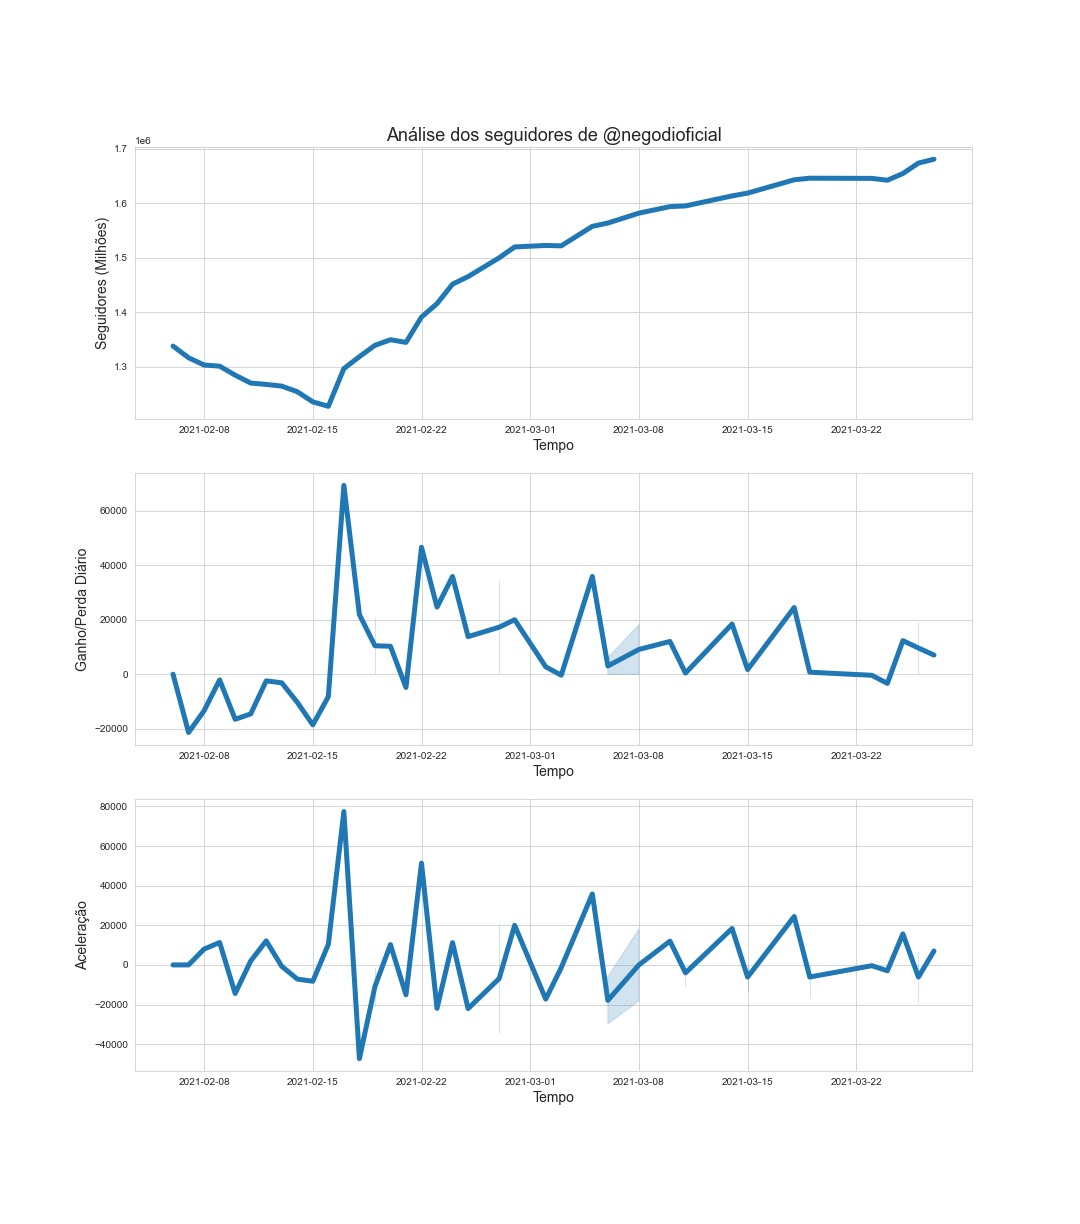 Análise dos seguidores de @negodioficial
1e6
1.7
1.6
1.5
1.4
1.3
Seguidores (Milhões)
2021-02-08 2021-02-15 2021-02-22 2021-03-01 2021-03-08 2021-03-15 2021-03-22
Tempo
60000
40000
20000
0
−20000
Ganho/Perda Diário
2021-02-08 2021-02-15 2021-02-22 2021-03-01 2021-03-08 2021-03-15 2021-03-22
Tempo
80000
60000
40000
20000
0
−20000
−40000
Aceleração
2021-02-08 2021-02-15 2021-02-22 2021-03-01 2021-03-08 2021-03-15 2021-03-22
Tempo